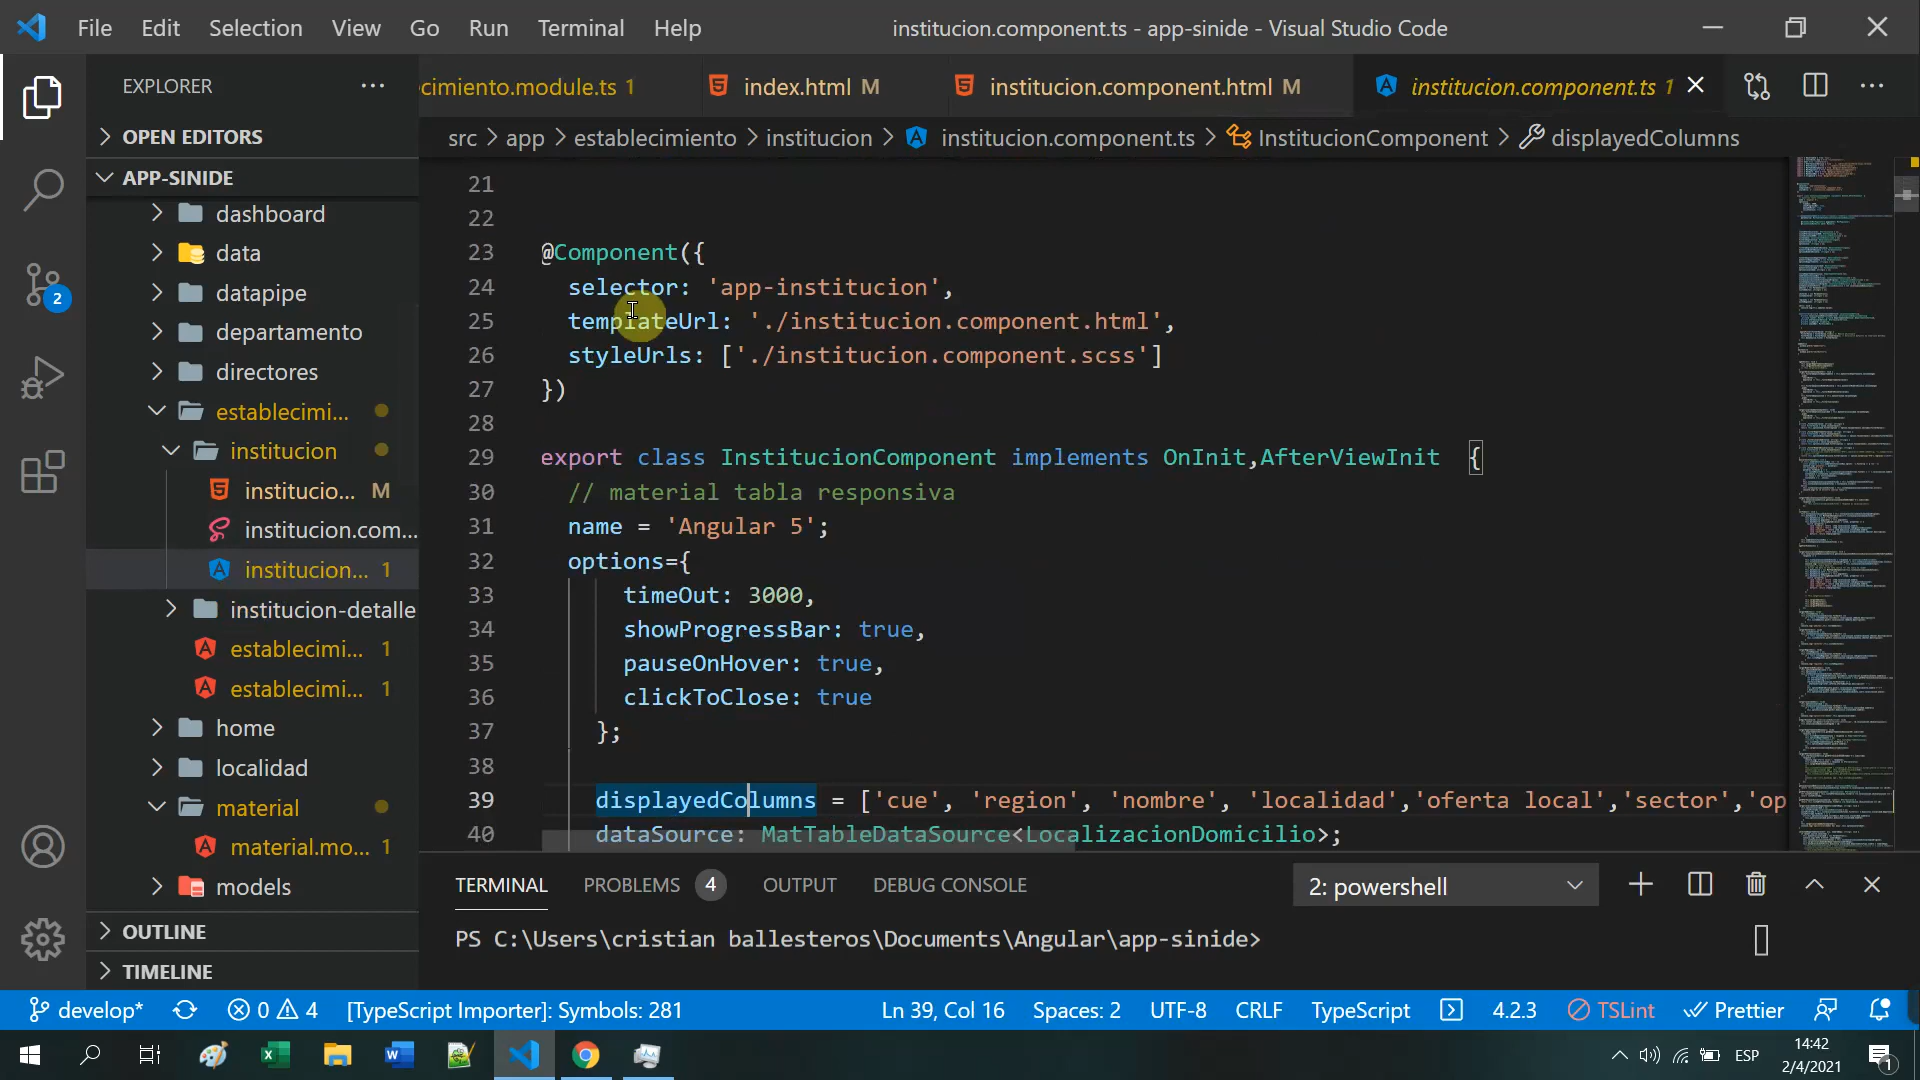 File Edit Selection View Go Run Terminal Help institucion.component.ts - app-sinide - Visual Studio Code
EXPLORER ···
OPEN EDITORS
APP-SINIDE
dashboard
data
datapipe
departamento
directores
establecimi...
institucion
institucio... M
institucion.com...
institucion... 1
institucion-detalle
establecimi... 1
establecimi... 1
home
localidad
material
material.mo... 1
models
OUTLINE
TIMELINE
2
cimiento.module.ts 1 index.html M institucion.component.html M institucion.component.ts 1
src > app > establecimiento > institucion > institucion.component.ts > InstitucionComponent > displayedColumns
21
22
23 @Component({
24 selector: 'app-institucion',
25 templateUrl: './institucion.component.html',
26 styleUrls: ['./institucion.component.scss']
27 })
28
29 export class InstitucionComponent implements OnInit,AfterViewInit {
30 // material tabla responsiva
31 name = 'Angular 5';
32 options={
33 timeOut: 3000,
34 showProgressBar: true,
35 pauseOnHover: true,
36 clickToClose: true
37 };
38
39 displayedColumns = ['cue', 'region', 'nombre', 'localidad','oferta local','sector','op
40 dataSource: MatTableDataSource<LocalizacionDomicilio>;
TERMINAL PROBLEMS 4 OUTPUT DEBUG CONSOLE 2: powershell
PS C:\Users\cristian ballesteros\Documents\Angular\app-sinide>
develop* 0 4 [TypeScript Importer]: Symbols: 281 Ln 39, Col 16 Spaces: 2 UTF-8 CRLF TypeScript 4.2.3 TSLint Prettier
ESP 14:42
2/4/2021 1